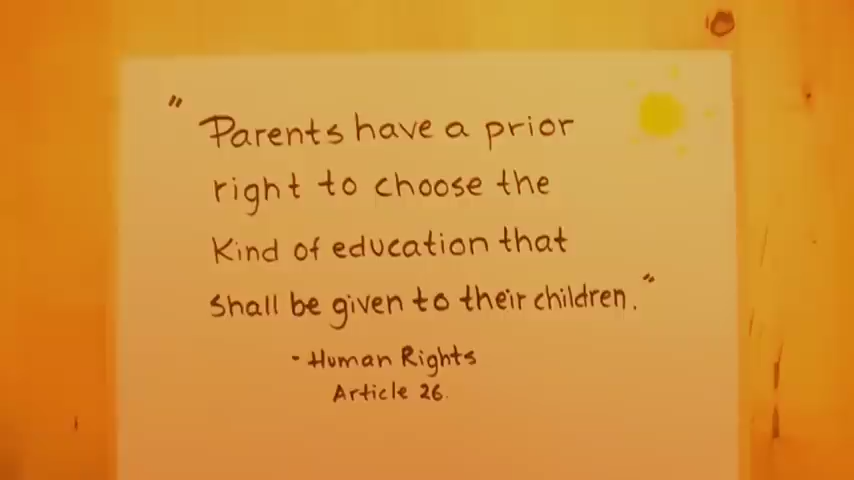 "Parents have a prior
right to choose the
Kind of education that
shall be given to their children."
- Human Rights
Article 26.